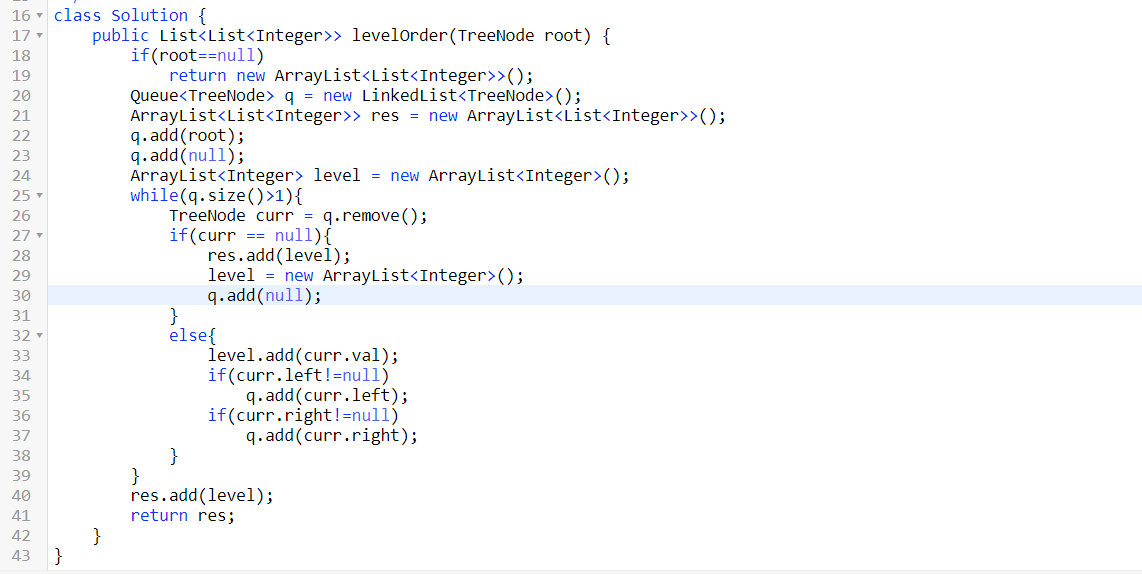 16 class Solution {
17 public List<List<Integer>> levelOrder(TreeNode root) {
18 if(root==null)
19 return new ArrayList<List<Integer>>();
20 Queue<TreeNode> q = new LinkedList<TreeNode>();
21 ArrayList<List<Integer>> res = new ArrayList<List<Integer>>();
22 q.add(root);
23 q.add(null);
24 ArrayList<Integer> level = new ArrayList<Integer>();
25 while(q.size()>1){
26 TreeNode curr = q.remove();
27 if(curr == null){
28 res.add(level);
29 level = new ArrayList<Integer>();
30 q.add(null);
31 }
32 else{
33 level.add(curr.val);
34 if(curr.left!=null)
35 q.add(curr.left);
36 if(curr.right!=null)
37 q.add(curr.right);
38 }
39 }
40 res.add(level);
41 return res;
42 }
43 }